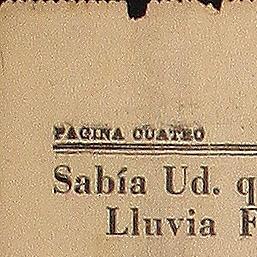 PAGINA CUATRO
Sabía Ud. q
Lluvia F